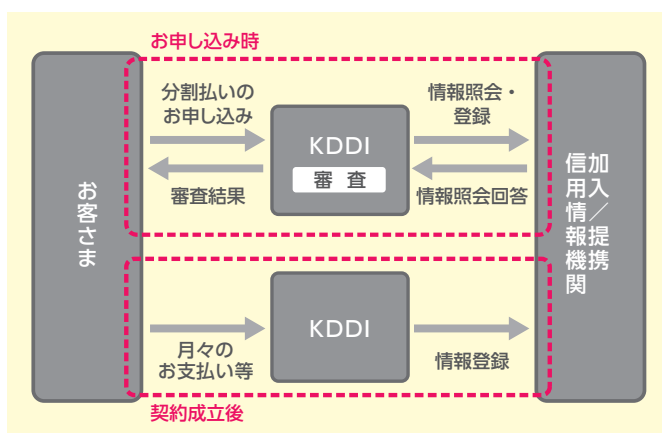 お申し込み時
お客さま
分割払いの
お申し込み
審査結果
KDDI
審 査
情報照会・
登録
情報照会回答
加入／提携
信用情報機関
月々の
お支払い等
KDDI
情報登録
契約成立後